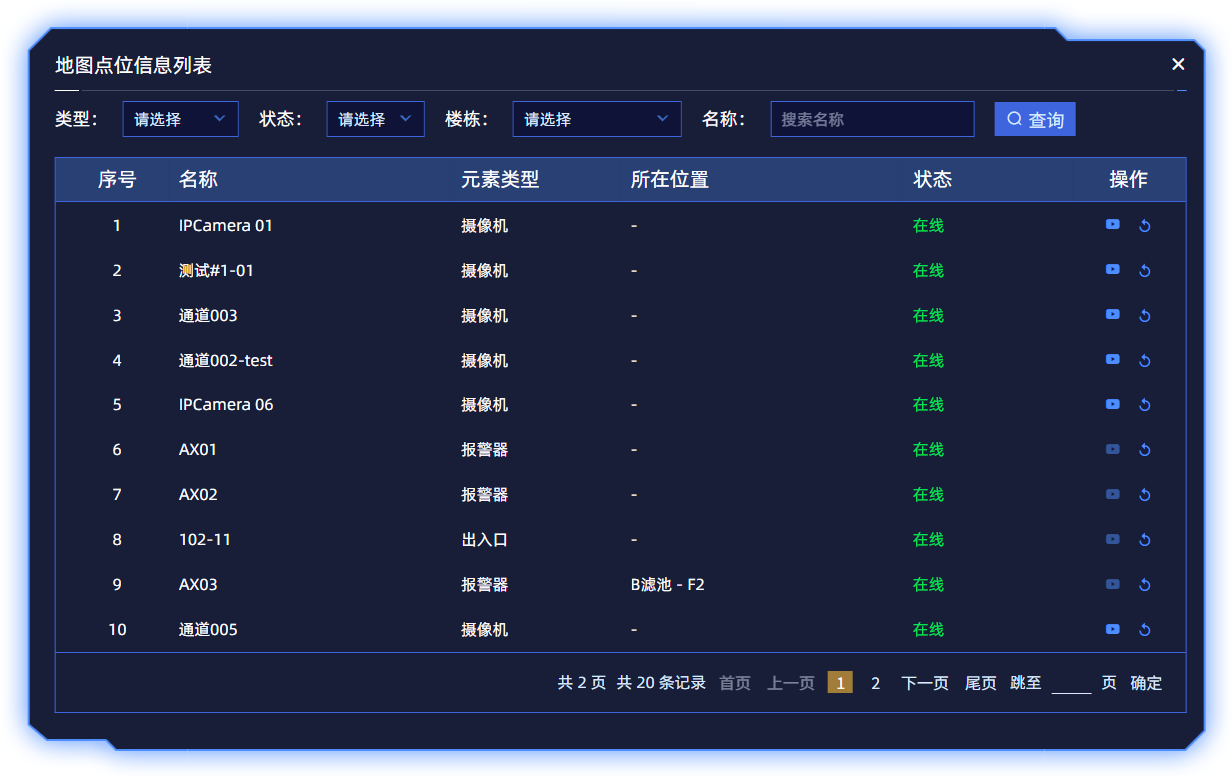 地图点位信息列表
类型： 请选择 状态： 请选择 楼栋： 请选择 名称： 搜索名称 查询
序号 名称 元素类型 所在位置 状态 操作
1 IPCamera 01 摄像机 - 在线
2 测试#1-01 摄像机 - 在线
3 通道003 摄像机 - 在线
4 通道002-test 摄像机 - 在线
5 IPCamera 06 摄像机 - 在线
6 AX01 报警器 - 在线
7 AX02 报警器 - 在线
8 102-11 出入口 - 在线
9 AX03 报警器 B滤池 - F2 在线
10 通道005 摄像机 - 在线
共 2 页 共 20 条记录 首页 上一页 1 2 下一页 尾页 跳至 页 确定